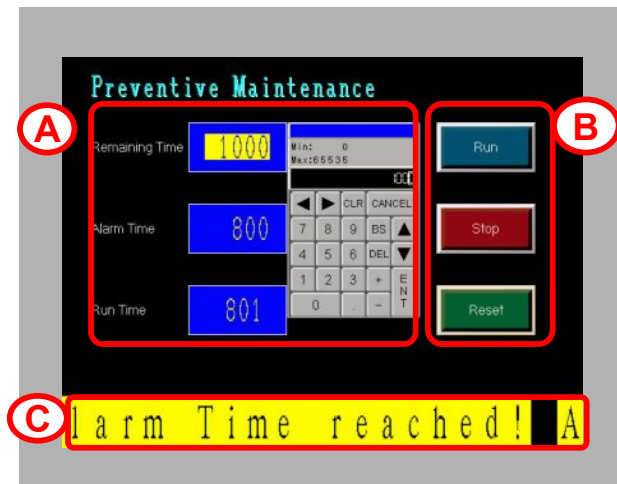 Preventive Maintenance
A
B
Remaining Time 1000
Min: 0
Max:65535
Run
CLR CANCEL
Alarm Time 800
7 8 9 BS
Stop
4 5 6 DEL
1 2 3 + ENT
0 . -
Run Time 801
Reset
C
larm Time reached! A